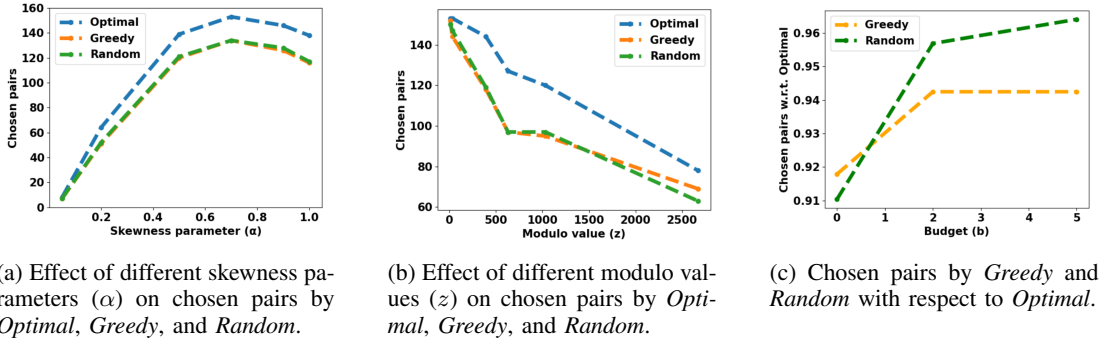 160
140
120
100
80
60
40
20
0
Chosen pairs
Optimal
Greedy
Random
0.2 0.4 0.6 0.8 1.0
Skewness parameter (α)
140
120
100
80
60
Chosen pairs
Optimal
Greedy
Random
0 500 1000 1500 2000 2500
Modulo value (z)
0.96
0.95
0.94
0.93
0.92
0.91
Chosen pairs w.r.t. Optimal
Greedy
Random
0 1 2 3 4 5
Budget (b)
(a) Effect of different skewness pa-
rameters (α) on chosen pairs by
Optimal, Greedy, and Random.
(b) Effect of different modulo val-
ues (z) on chosen pairs by Opti-
mal, Greedy, and Random.
(c) Chosen pairs by Greedy and
Random with respect to Optimal.